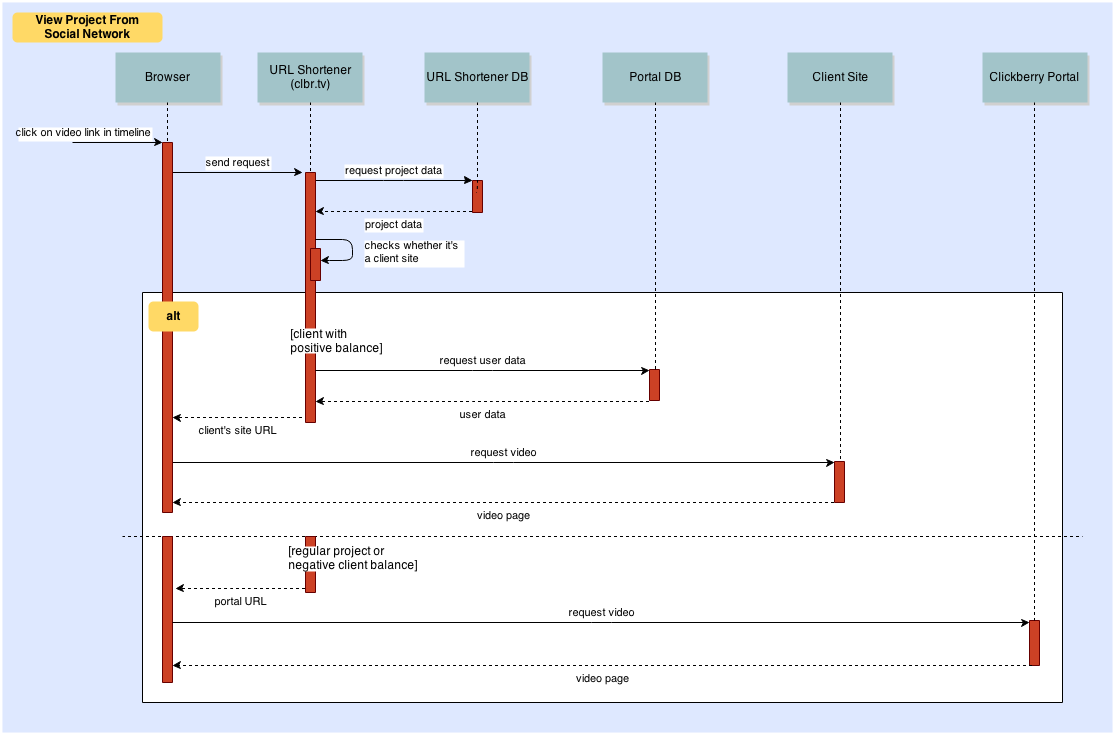 View Project From
Social Network
Browser
URL Shortener
(clbr.tv)
URL Shortener DB
Portal DB
Client Site
Clickberry Portal
click on video link in timeline
send request
request project data
project data
checks whether it's
a client site
alt
[client with
positive balance]
request user data
user data
client's site URL
request video
video page
[regular project or
negative client balance]
portal URL
request video
video page